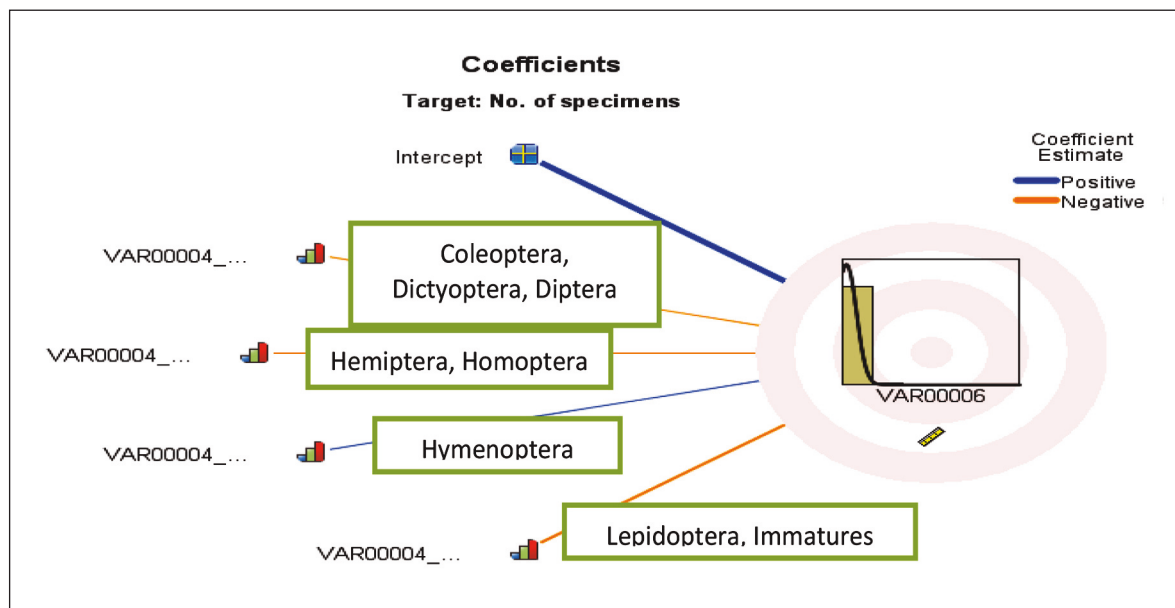 Coefficients
Target: No. of specimens
Intercept
Coefficient
Estimate
Positive
Negative
VAR00004_...
Coleoptera,
Dictyoptera, Diptera
VAR00004_...
Hemiptera, Homoptera
VAR00006
VAR00004_...
Hymenoptera
VAR00004_...
Lepidoptera, Immatures